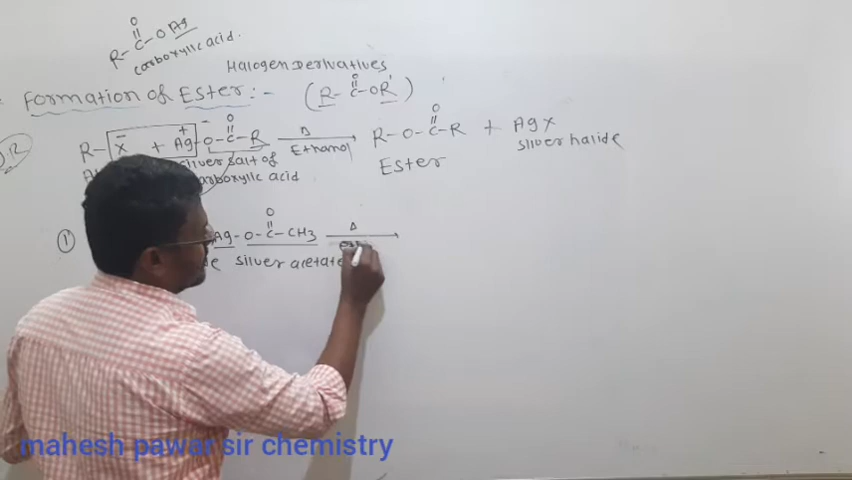 O
||
R-C-OAg
carboxylic acid.
Halogen Derivatives
Formation of Ester:- (R-C-OR')
O
||
R-X + Ag O-C-R Δ Ethanol R-O-C-R + AgX
silver salt of Ester silver halide
carboxylic acid
① Ag-O-C-CH3 Δ
silver acetate
mahesh pawar sir chemistry